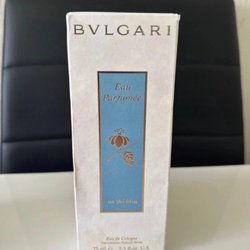 BVLGARI
Eau
Parfumée
au thé bleu
Eau de Cologne